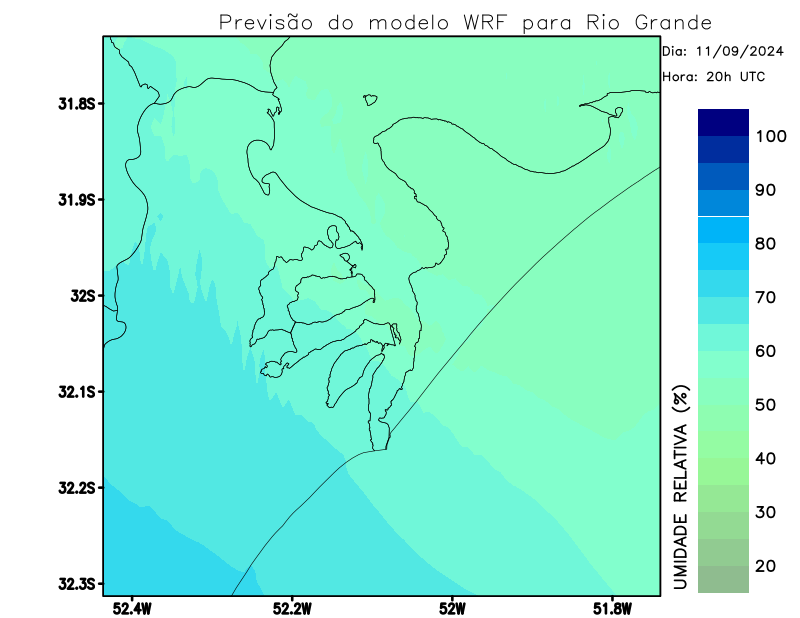 Previsão do modelo WRF para Rio Grande
Dia: 11/09/2024
Hora: 20h UTC
31.8S
31.9S
32S
32.1S
32.2S
32.3S
52.4W
52.2W
52W
51.8W
100
90
80
70
60
50
40
30
20
UMIDADE RELATIVA (%)